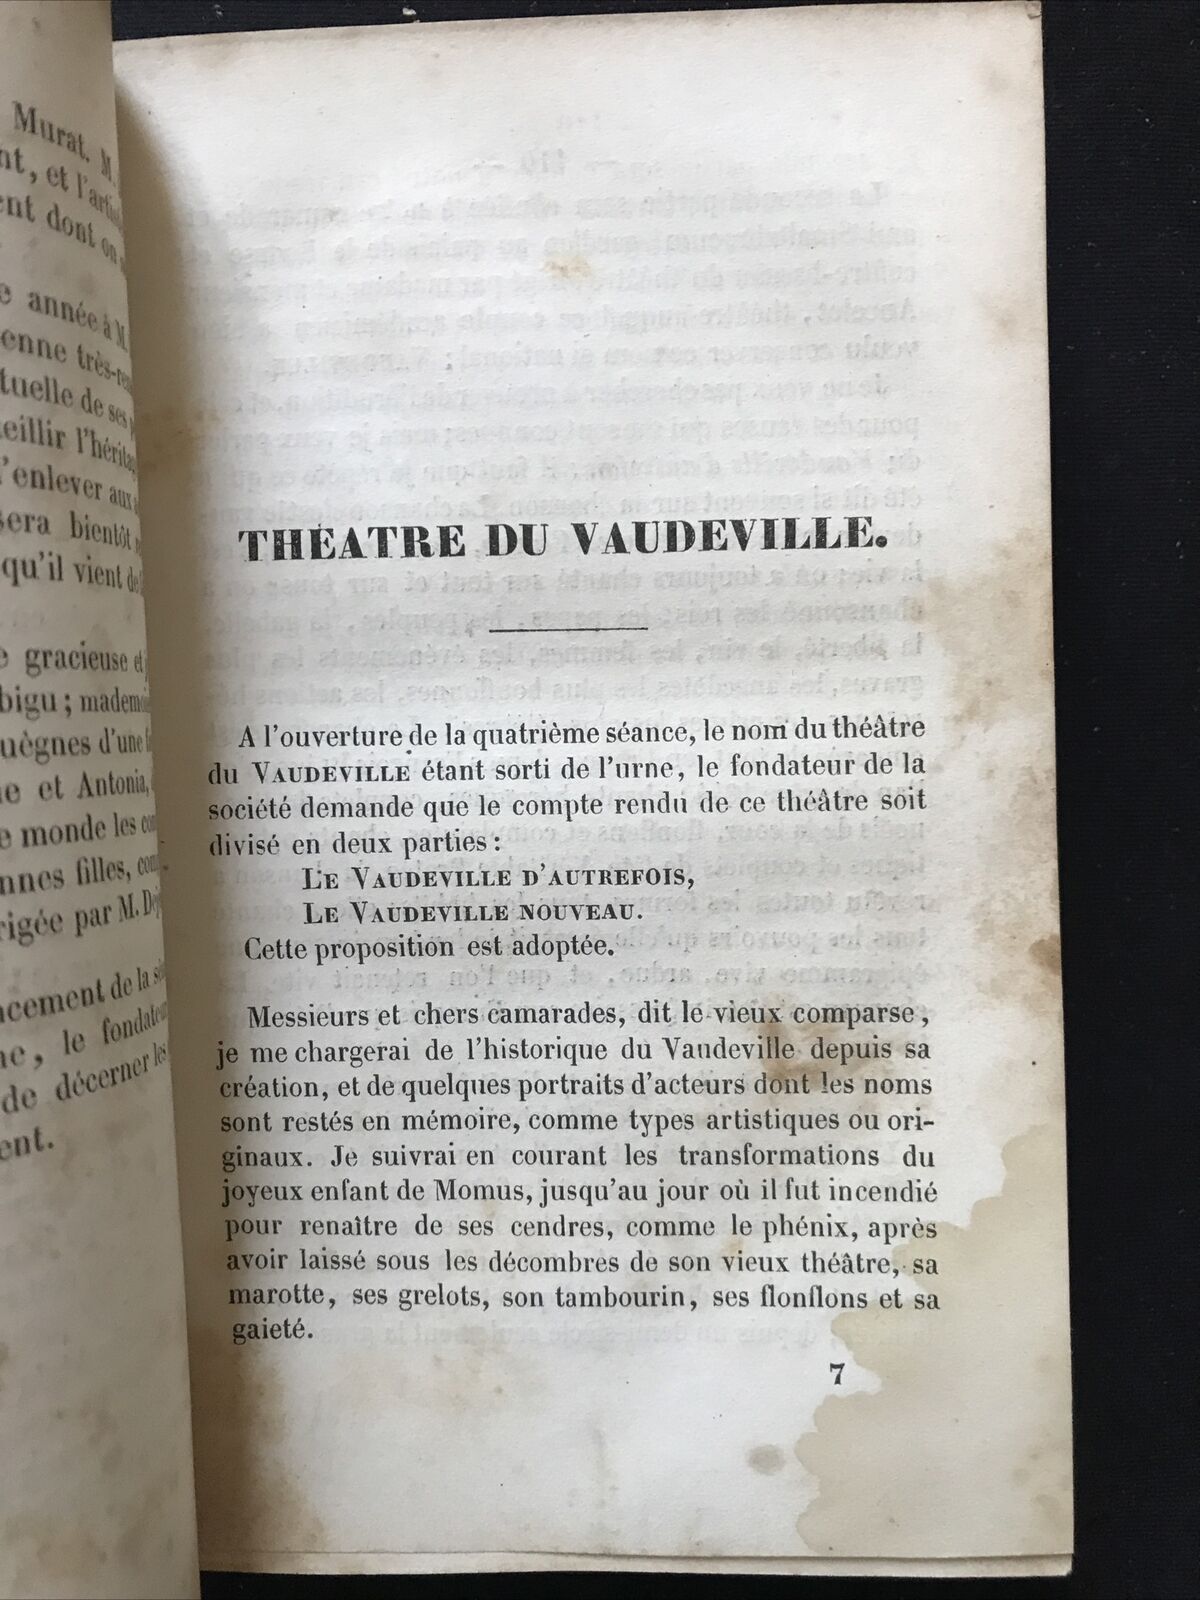 Murat. M.
nt, et l'artis
ent dont on
année à M.
enne très-
tuelle de ses
eillir l'hérita
'enlever aux
sera bientôt
qu'il vient de
gracieuse et
bigu; mademoi
uègnes d'une
e et Antonia,
e monde les
nnes filles,
rigée par M.
ncement de la
ne, le fondateur
de décerner les
ent.
THÉATRE DU VAUDEVILLE.
A l'ouverture de la quatrième séance, le nom du théâtre
du VAUDEVILLE étant sorti de l'urne, le fondateur de la
société demande que le compte rendu de ce théâtre soit
divisé en deux parties:
LE VAUDEVILLE D'AUTREFOIS,
LE VAUDEVILLE NOUVEAU.
Cette proposition est adoptée.
Messieurs et chers camarades, dit le vieux comparse,
je me chargerai de l'historique du Vaudeville depuis sa
création, et de quelques portraits d'acteurs dont les noms
sont restés en mémoire, comme types artistiques ou ori-
ginaux. Je suivrai en courant les transformations du
joyeux enfant de Momus, jusqu'au jour où il fut incendié
pour renaître de ses cendres, comme le phénix, après
avoir laissé sous les décombres de son vieux théâtre, sa
marotte, ses grelots, son tambourin, ses flonflons et sa
gaieté.
7